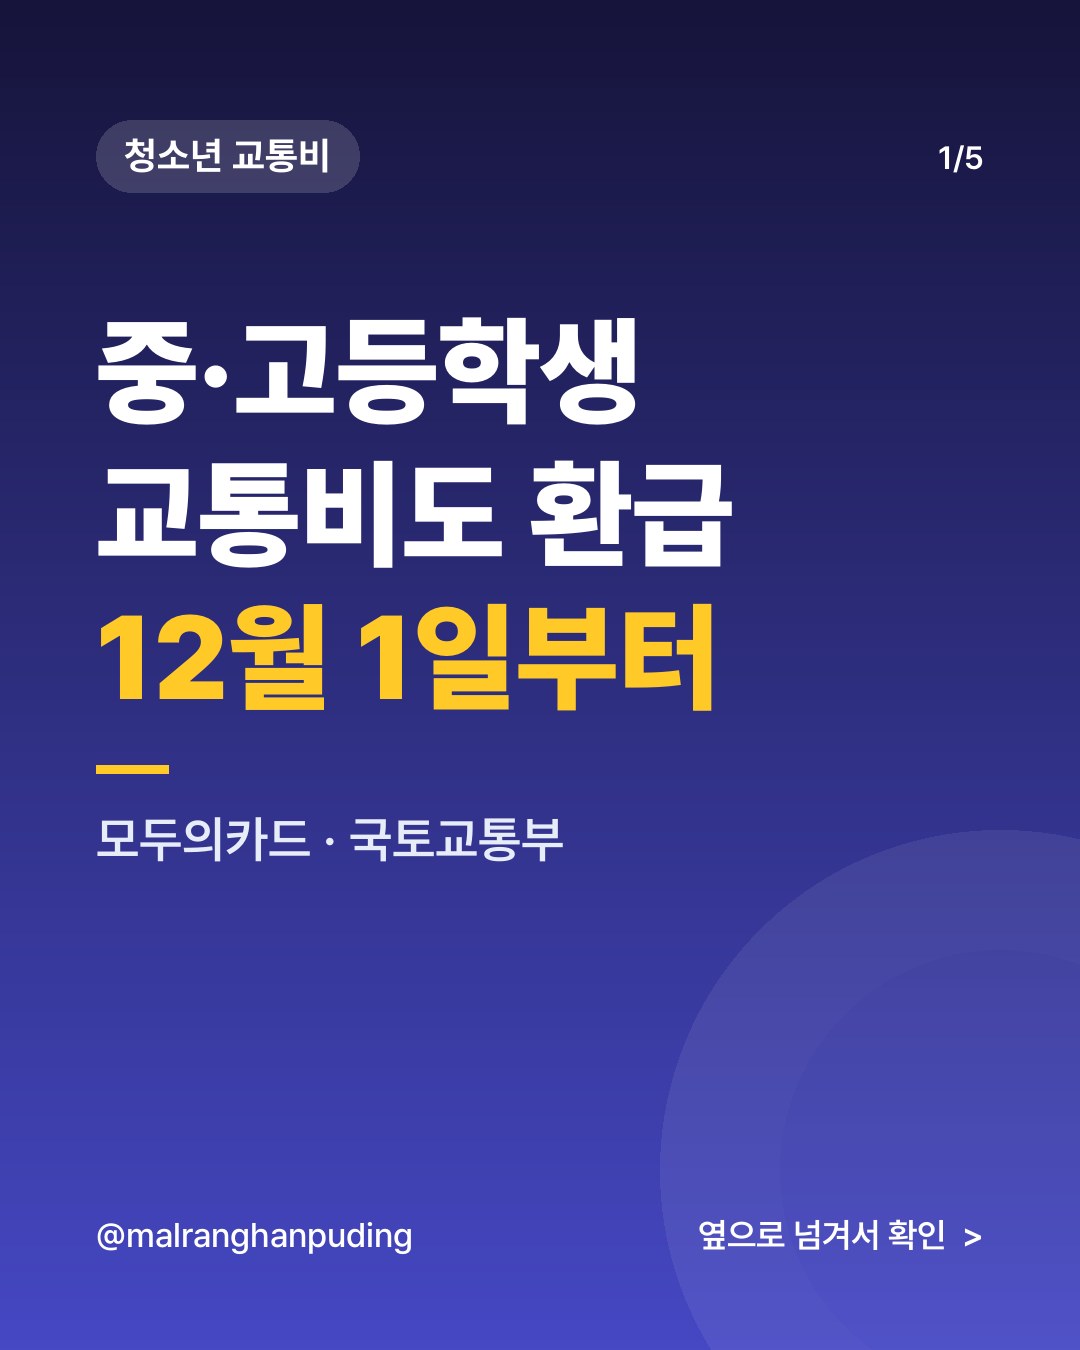 청소년 교통비
1/5
중·고등학생
교통비도 환급
12월 1일부터
모두의카드 · 국토교통부
@malranghanpuding
옆으로 넘겨서 확인 >